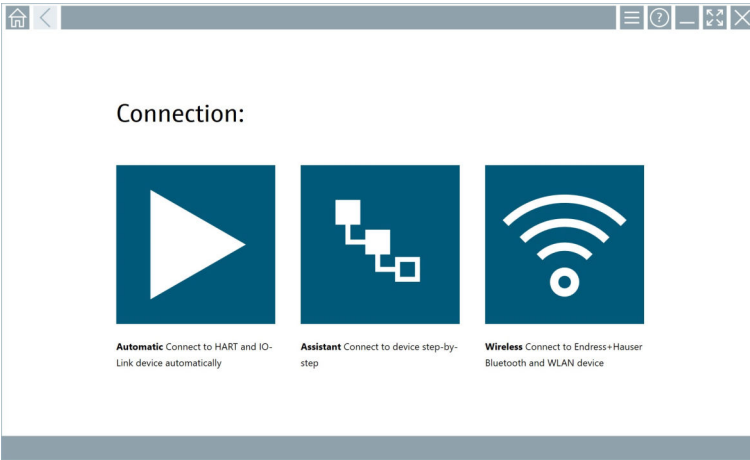 Connection:
Automatic Connect to HART and IO-
Link device automatically
Assistant Connect to device step-by-
step
Wireless Connect to Endress+Hauser
Bluetooth and WLAN device